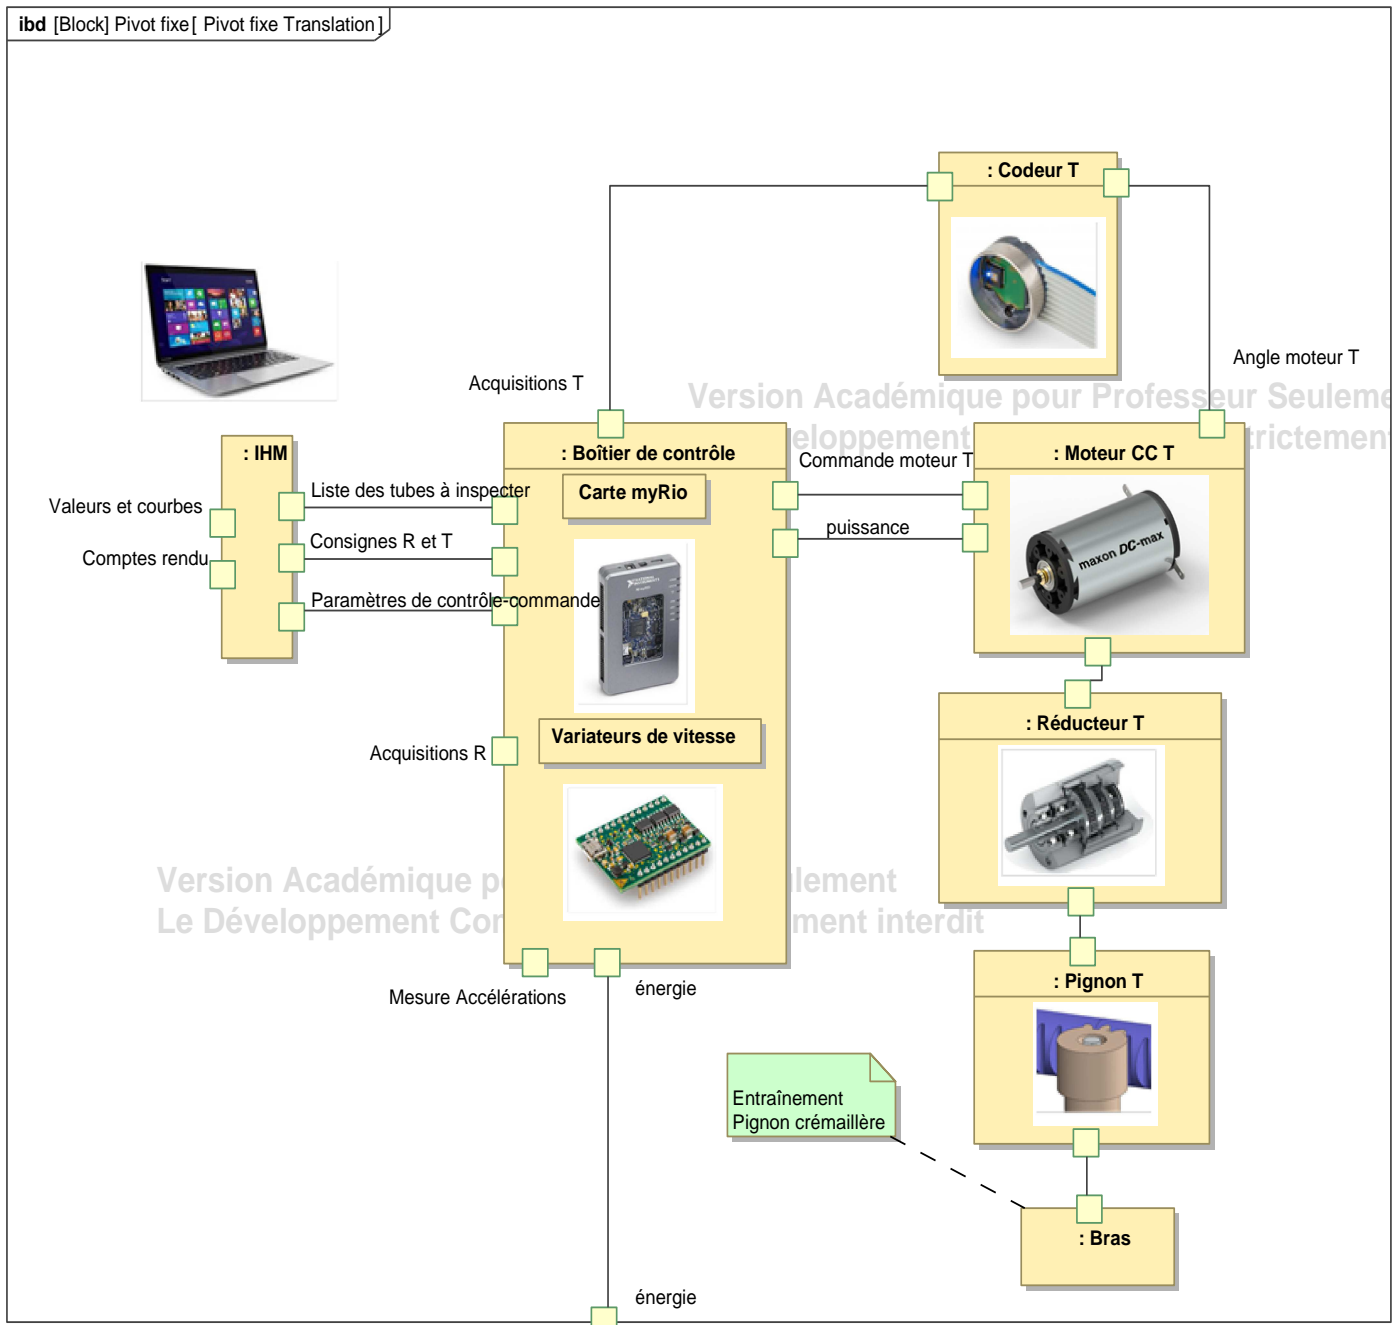 ibd [Block] Pivot fixe[ Pivot fixe Translation ]
: Codeur T
Angle moteur T
Acquisitions T
Version Académique pour Professeur Seuleme
eloppement
trictement
: IHM
: Boîtier de contrôle
Commande moteur T
: Moteur CC T
Liste des tubes à inspecter
Carte myRio
Valeurs et courbes
puissance
Consignes R et T
Comptes rendu
maxon DC-max
Paramètres de contrôle-commande
: Réducteur T
Variateurs de vitesse
Acquisitions R
Version Académique p
ulement
Le Développement Co
ment interdit
: Pignon T
Mesure Accélérations
énergie
Entraînement
Pignon crémaillère
: Bras
énergie